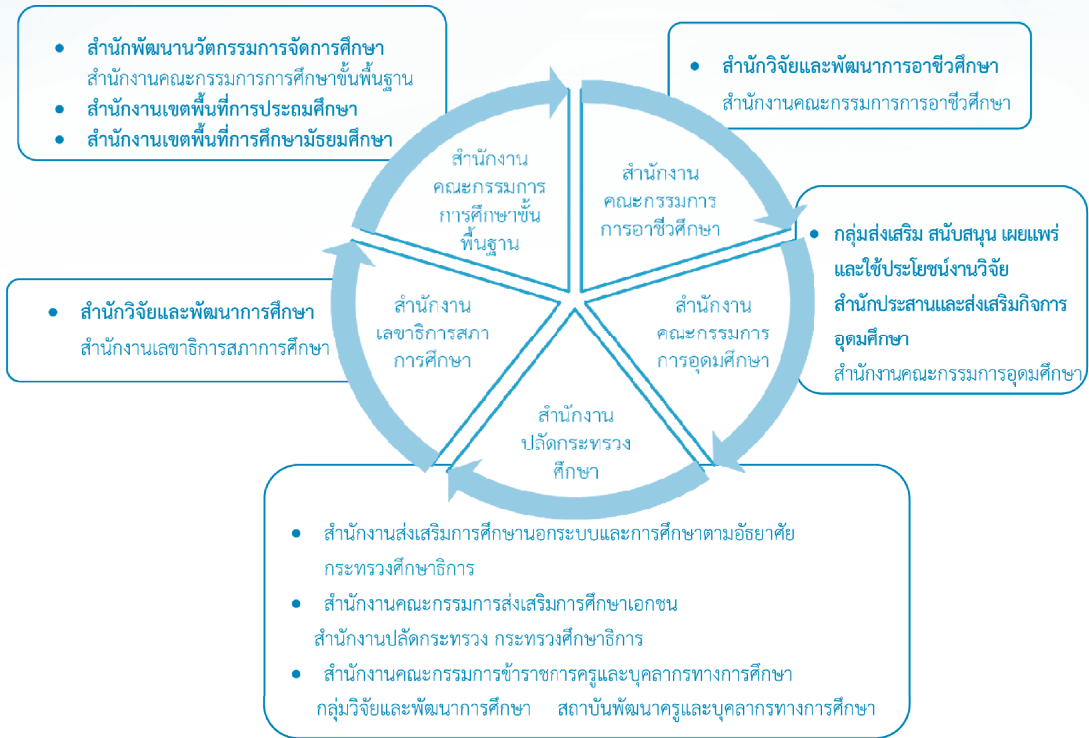 • สำนักพัฒนานวัตกรรมการจัดการศึกษา
สำนักงานคณะกรรมการการศึกษาขั้นพื้นฐาน
• สำนักงานเขตพื้นที่การประถมศึกษา
• สำนักงานเขตพื้นที่การศึกษามัธยมศึกษา
• สำนักวิจัยและพัฒนาการอาชีวศึกษา
สำนักงานคณะกรรมการการอาชีวศึกษา
สำนักงาน
คณะกรรมการ
การศึกษาขั้น
พื้นฐาน
สำนักงาน
คณะกรรมการ
การอาชีวศึกษา
• กลุ่มส่งเสริม สนับสนุน เผยแพร่
และใช้ประโยชน์งานวิจัย
สำนักประสานและส่งเสริมกิจการ
อุดมศึกษา
สำนักงานคณะกรรมการอุดมศึกษา
• สำนักวิจัยและพัฒนาการศึกษา
สำนักงานเลขาธิการสภาการศึกษา
สำนักงาน
เลขาธิการสภา
การศึกษา
สำนักงาน
คณะกรรมการ
การอุดมศึกษา
สำนักงาน
ปลัดกระทรวง
ศึกษา
• สำนักงานส่งเสริมการศึกษานอกระบบและการศึกษาตามอัธยาศัย
กระทรวงศึกษาธิการ
• สำนักงานคณะกรรมการส่งเสริมการศึกษาเอกชน
สำนักงานปลัดกระทรวง กระทรวงศึกษาธิการ
• สำนักงานคณะกรรมการข้าราชการครูและบุคลากรทางการศึกษา
กลุ่มวิจัยและพัฒนาการศึกษา สถาบันพัฒนาครูและบุคลากรทางการศึกษา